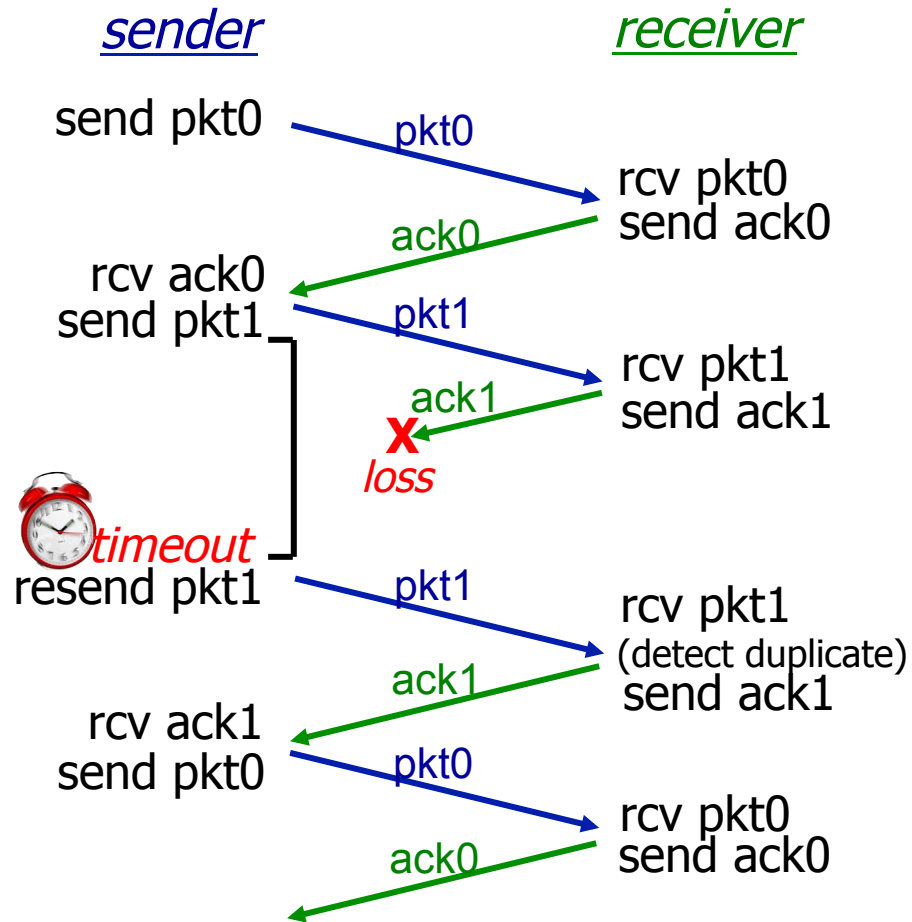 sender
receiver
send pkt0
pkt0
rcv pkt0
send ack0
ack0
rcv ack0
send pkt1
pkt1
rcv pkt1
send ack1
ack1
X
loss
timeout
resend pkt1
pkt1
rcv pkt1
(detect duplicate)
send ack1
ack1
rcv ack1
send pkt0
pkt0
rcv pkt0
send ack0
ack0